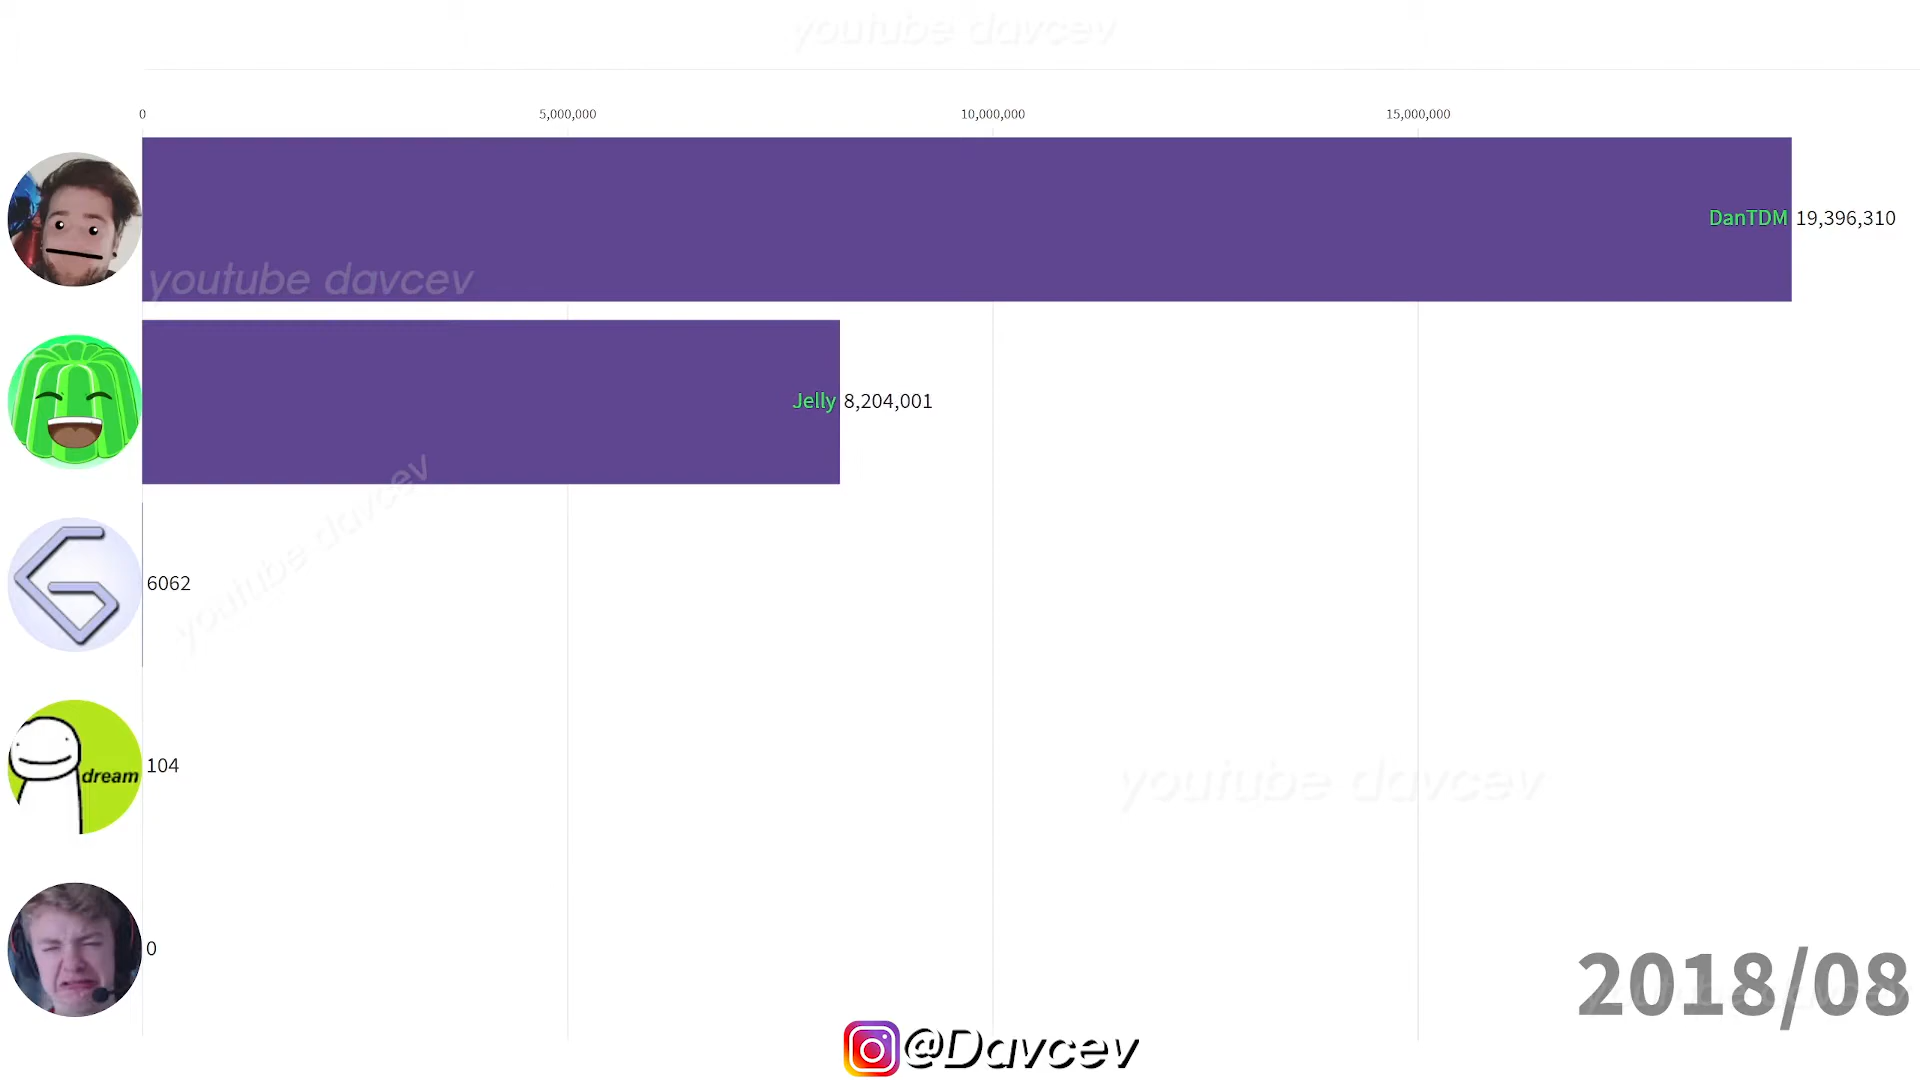 youtube davcev
0 5,000,000 10,000,000 15,000,000
DanTDM 19,396,310
youtube davcev
Jelly 8,204,001
youtube davcev
6062
dream 104
youtube davcev
0
2018/08
@Davcev